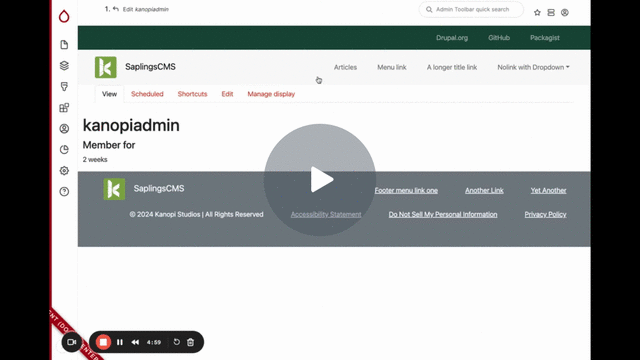 1. Edit kanopiadmin
Admin Toolbar quick search
Drupal.org GitHub Packagist
SaplingsCMS Articles Menu link A longer title link Nolink with Dropdown
View Scheduled Shortcuts Edit Manage display
kanopiadmin
Member for
2 weeks
SaplingsCMS Footer menu link one Another Link Yet Another
© 2024 Kanopi Studios | All Rights Reserved Accessibility Statement Do Not Sell My Personal Information Privacy Policy
4:59